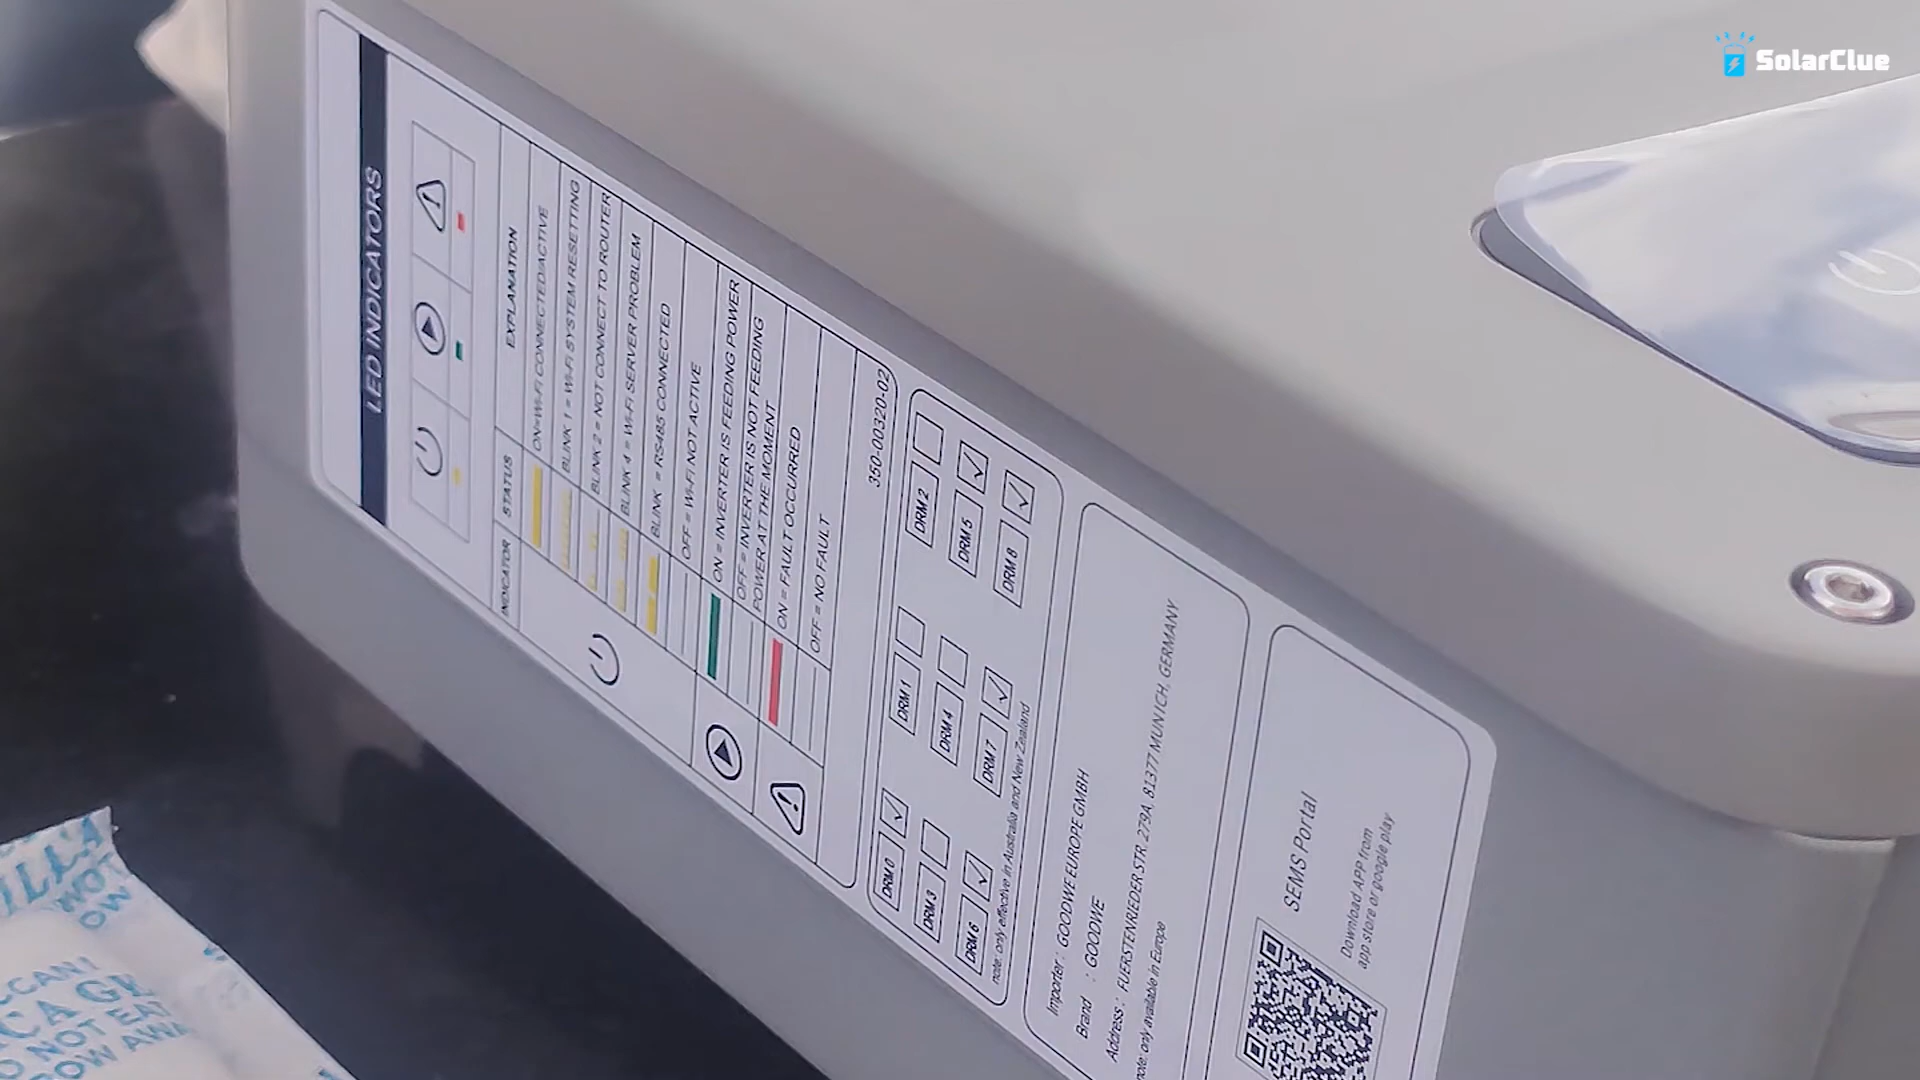 SolarClue
LED INDICATORS
INDICATOR STATUS EXPLANATION
ON=Wi-Fi CONNECTED/ACTIVE
BLINK 1 = Wi-Fi SYSTEM RESETTING
BLINK 2 = NOT CONNECT TO ROUTER
BLINK 4 = Wi-Fi SERVER PROBLEM
BLINK = RS485 CONNECTED
OFF = Wi-Fi NOT ACTIVE
ON = INVERTER IS FEEDING POWER
OFF = INVERTER IS NOT FEEDING
POWER AT THE MOMENT
ON = FAULT OCCURRED
OFF = NO FAULT
350-00320-02
DRM 0 ✓ DRM 1 DRM 2
DRM 3 DRM 4 DRM 5 ✓
DRM 6 ✓ DRM 7 ✓ DRM 8 ✓
note: only effective in Australia and New Zealand
Importer : GOODWE EUROPE GMBH
Brand : GOODWE
Address : FUERSTENRIEDER STR. 279A, 81377 MUNICH, GERMANY
note: only available in Europe
SEMS Portal
Download APP from
app store or google play
NOT EAT